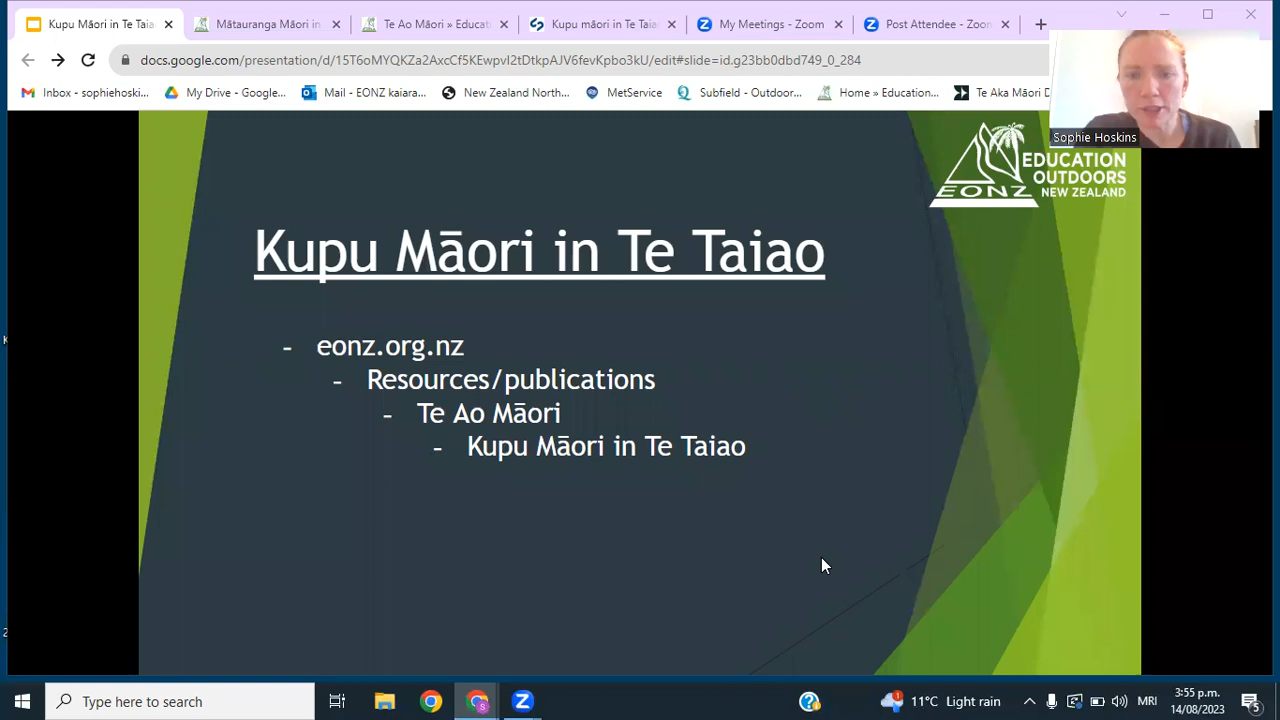 Kupu Māori in Te Taia
Mātauranga Māori in
Te Ao Māori » Educat
Kupu māori in Te Taia
My Meetings - Zoom
Post Attendee - Zoom
docs.google.com/presentation/d/15T6oMYQKZa2AxcCf5KEwpvI2tDtkpAJV6fevKpbo3kU/edit#slide=id.g23bb0dbd749_0_284
Inbox - sophiehoski...
My Drive - Google...
Mail - EONZ kaiara...
New Zealand North...
MetService
Subfield - Outdoor...
Home » Education...
Te Aka Māori D
Sophie Hoskins
EONZ
EDUCATION
OUTDOORS
NEW ZEALAND
Kupu Māori in Te Taiao
- eonz.org.nz
- Resources/publications
- Te Ao Māori
- Kupu Māori in Te Taiao
Type here to search
11°C Light rain
MRI
3:55 p.m.
14/08/2023
5